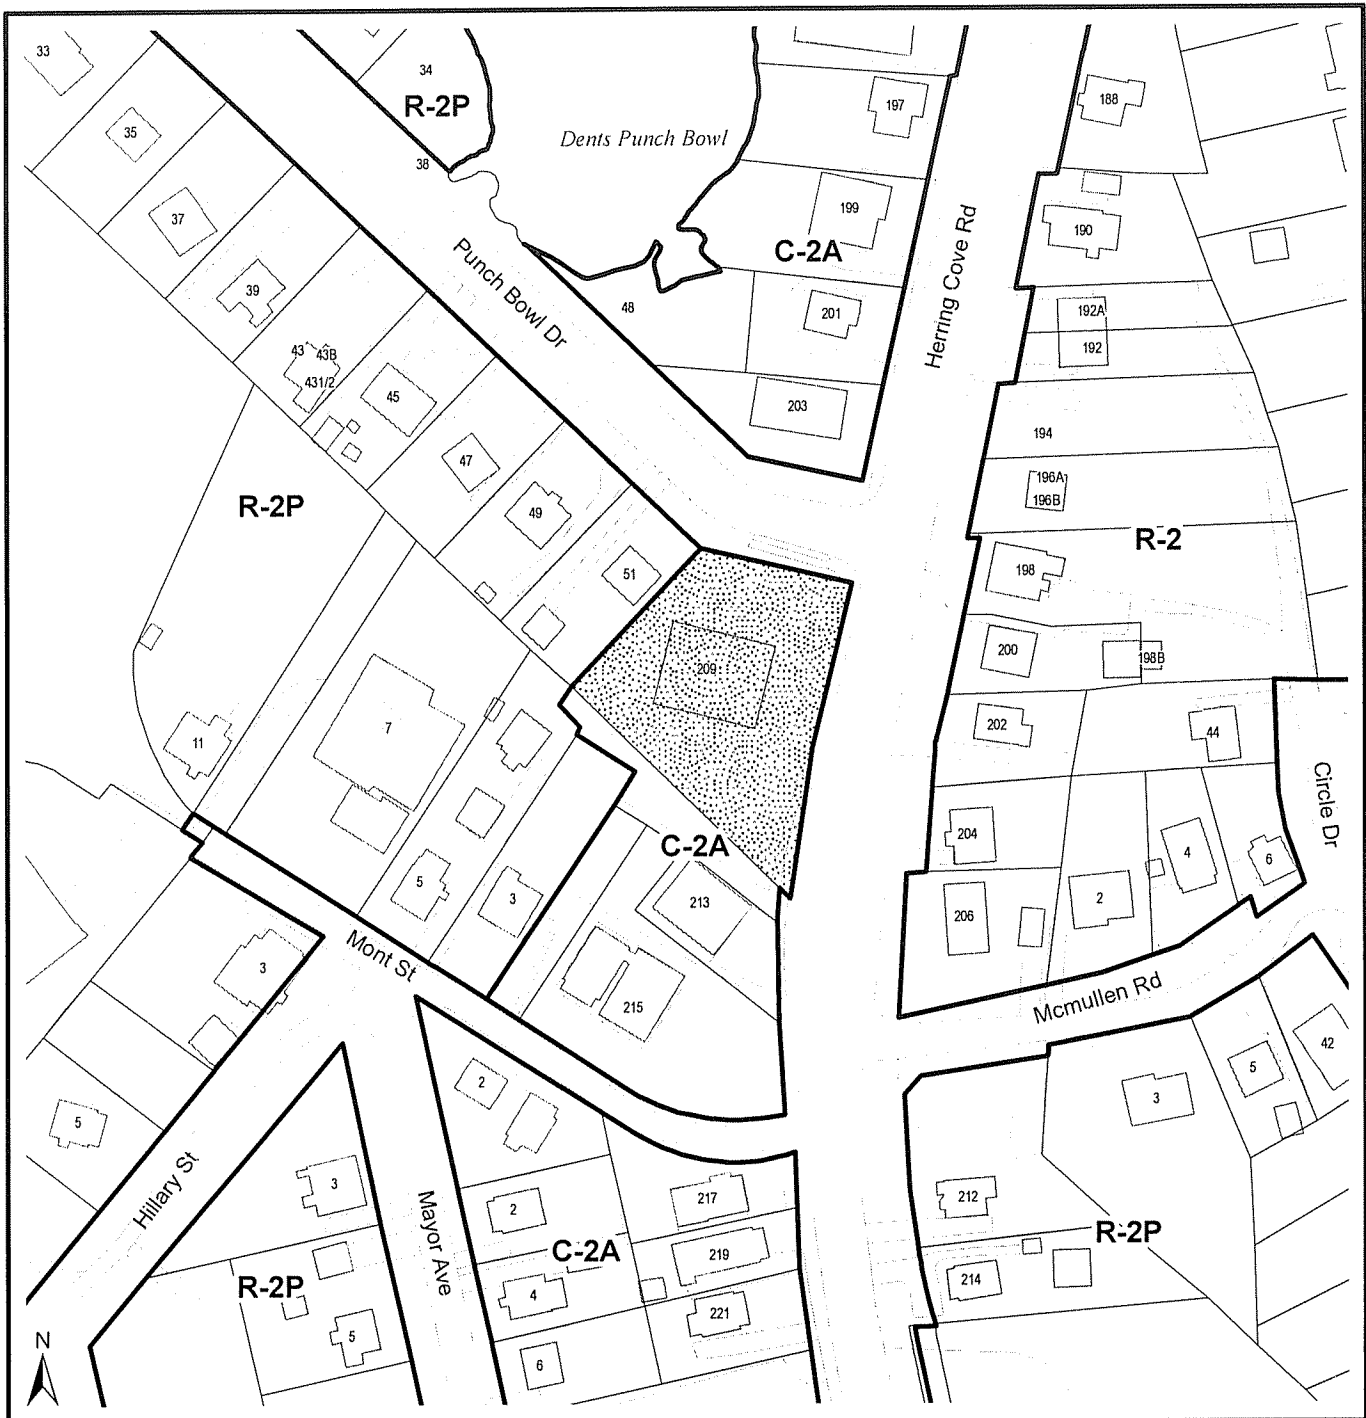 33
34
R-2P
197
188
35
Dents Punch Bowl
38
37
199
190
C-2A
Punch Bowl Dr
Herring Cove Rd
39
48
201
192A
192
43
43B
431/2
45
203
194
47
196A
196B
R-2P
49
R-2
51
198
200
198B
209
202
44
7
11
Circle Dr
204
C-2A
4
6
5
3
213
206
2
Mont St
3
215
Mcmullen Rd
42
5
2
3
5
Hillary St
3
Mayor Ave
2
217
212
R-2P
219
C-2A
214
R-2P
4
221
5
6
N